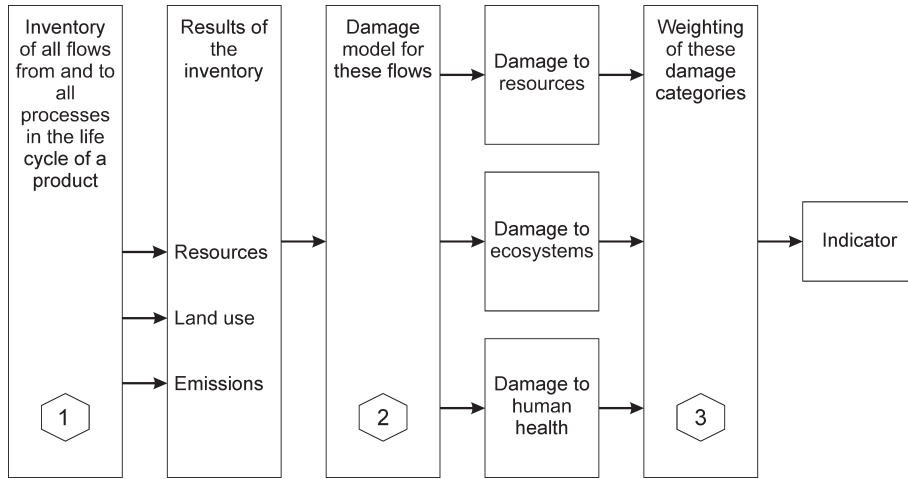 Inventory
of all flows
from and to
all
processes
in the life
cycle of a
product
1
Results of
the
inventory
Resources
Land use
Emissions
Damage
model for
these flows
2
Damage to
resources
Damage to
ecosystems
Damage to
human
health
Weighting
of these
damage
categories
3
Indicator